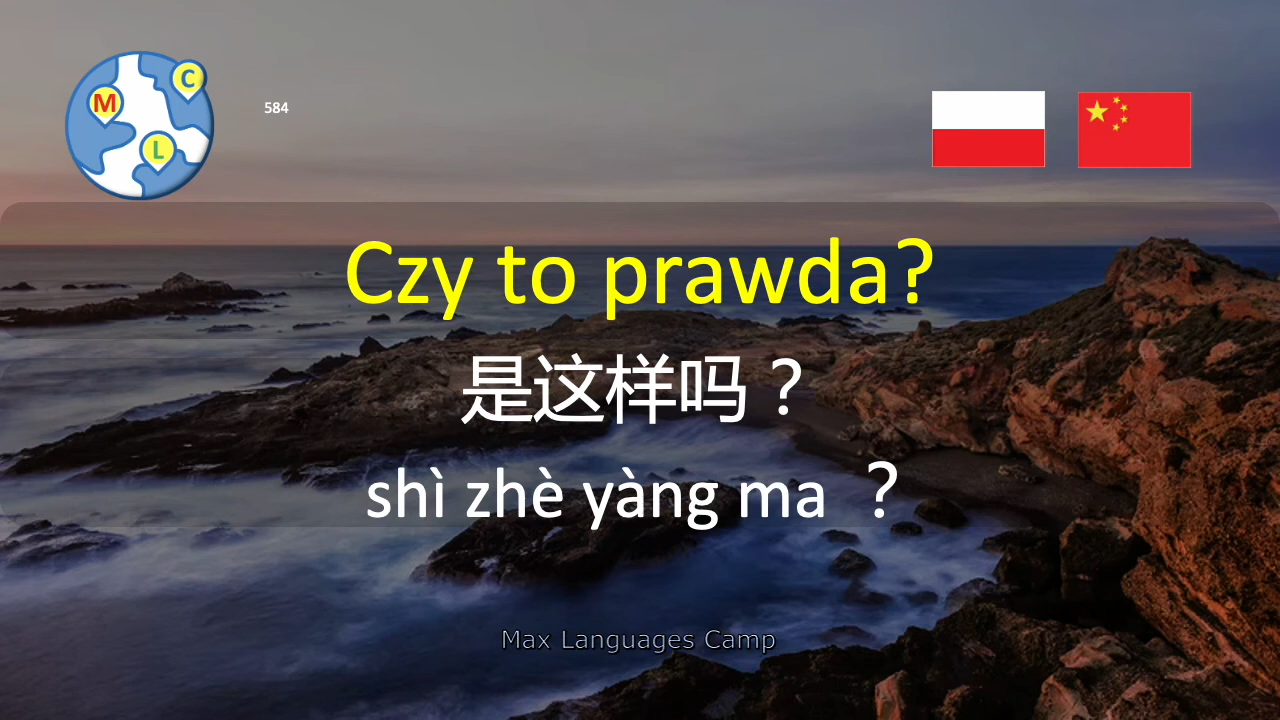 C
M
L
584
Czy to prawda?
是这样吗？
shì zhè yàng ma ？
Max Languages Camp